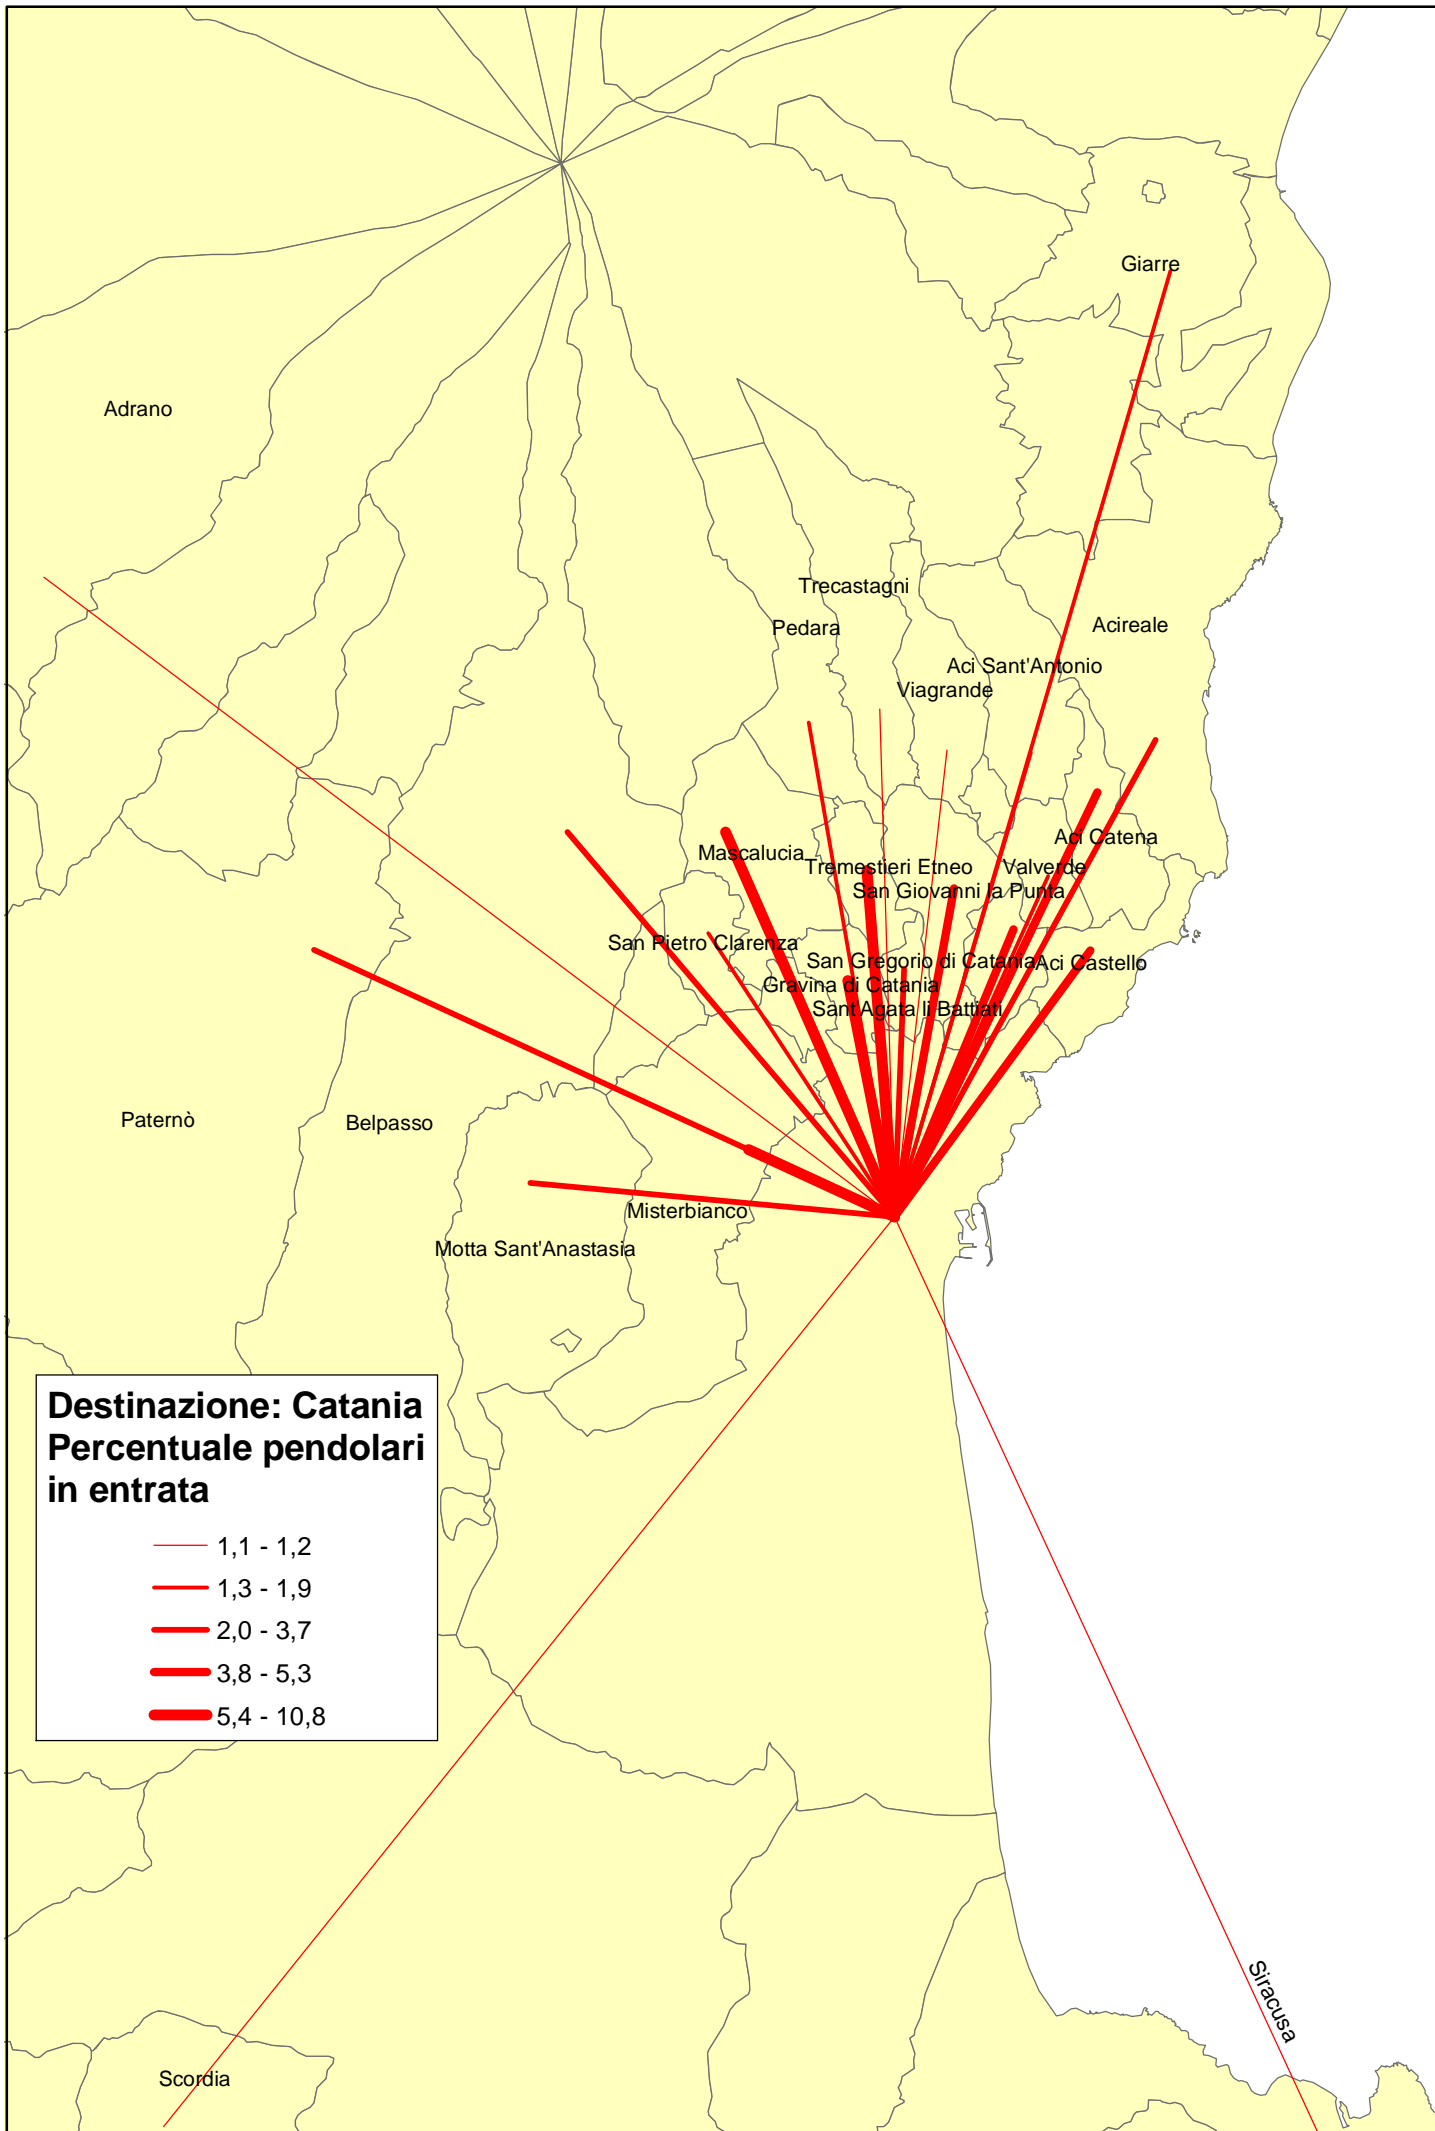 Giarre
Adrano
Trecastagni
Pedara
Acireale
Aci Sant'Antonio
Viagrande
Aci Catena
Mascalucia
Tremestieri Etneo
Valverde
San Giovanni la Punta
San Pietro Clarenza
San Gregorio di Catania
Aci Castello
Gravina di Catania
Sant'Agata li Battiati
Paternò
Belpasso
Misterbianco
Motta Sant'Anastasia
Destinazione: Catania
Percentuale pendolari
in entrata
1,1 - 1,2
1,3 - 1,9
2,0 - 3,7
3,8 - 5,3
5,4 - 10,8
Siracusa
Scordia